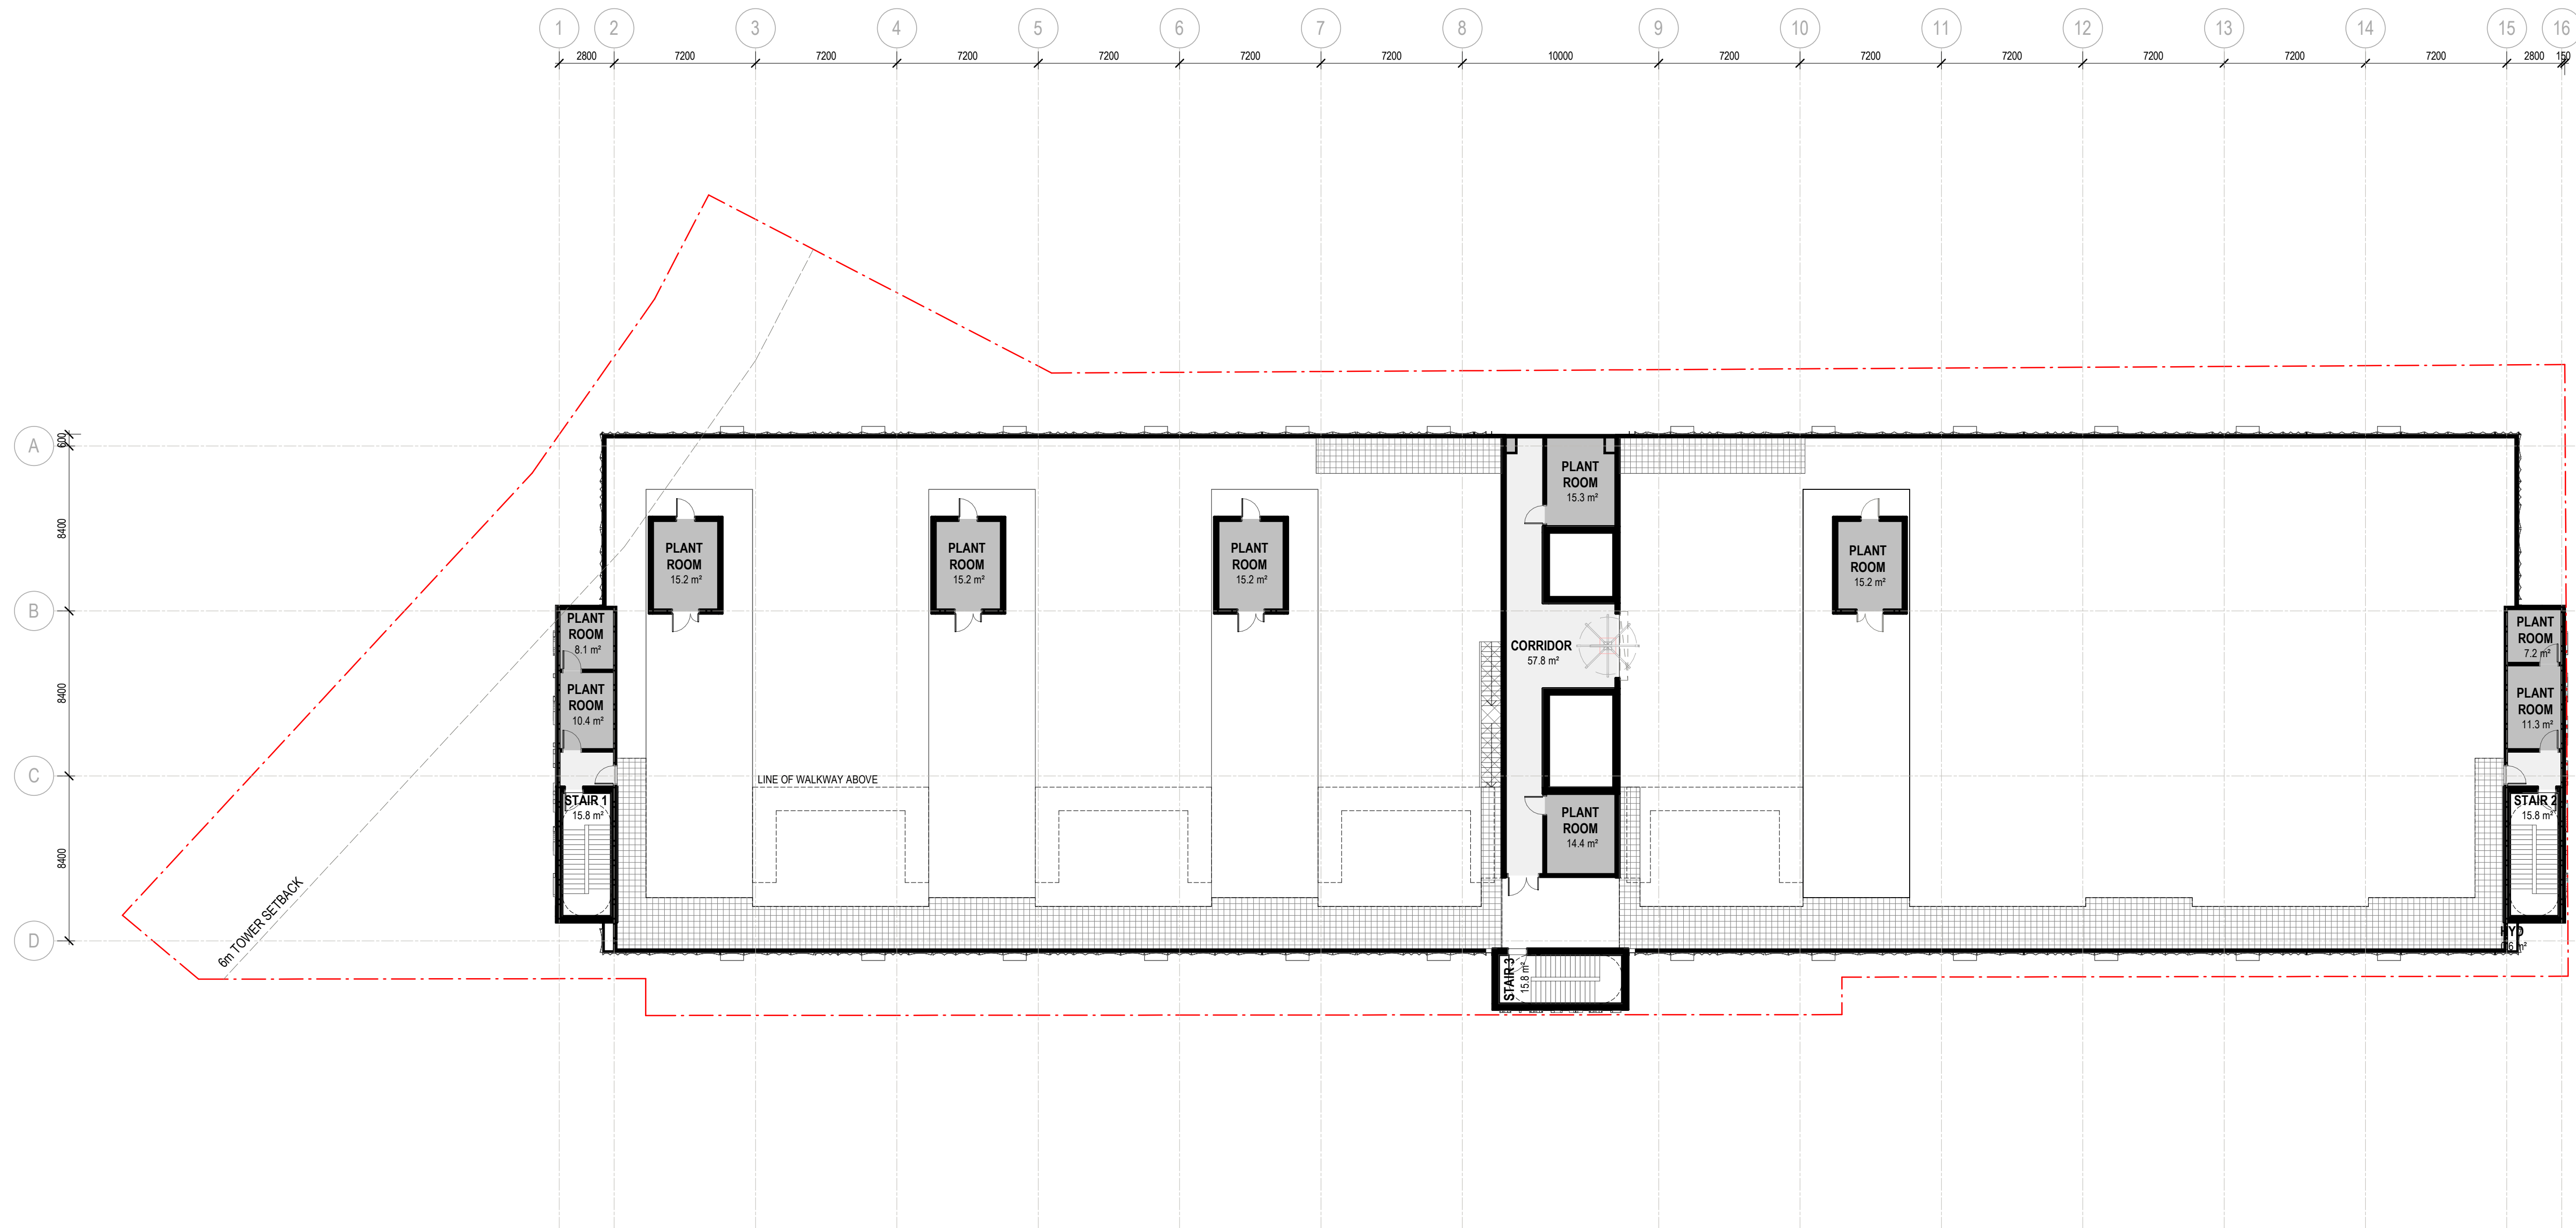 1 2 3 4 5 6 7 8 9 10 11 12 13 14 15 16
2800 7200 7200 7200 7200 7200 7200 10000 7200 7200 7200 7200 7200 7200 2800 150
A
600
8400
B
8400
C
8400
D
PLANT
ROOM
15.3 m²
PLANT
ROOM
15.2 m²
PLANT
ROOM
15.2 m²
PLANT
ROOM
15.2 m²
PLANT
ROOM
15.2 m²
PLANT
ROOM
8.1 m²
PLANT
ROOM
10.4 m²
CORRIDOR
57.8 m²
PLANT
ROOM
7.2 m²
PLANT
ROOM
11.3 m²
LINE OF WALKWAY ABOVE
STAIR 1
15.8 m²
PLANT
ROOM
14.4 m²
STAIR 2
15.8 m²
6m TOWER SETBACK
HYD
STAIR 3
15.8 m²